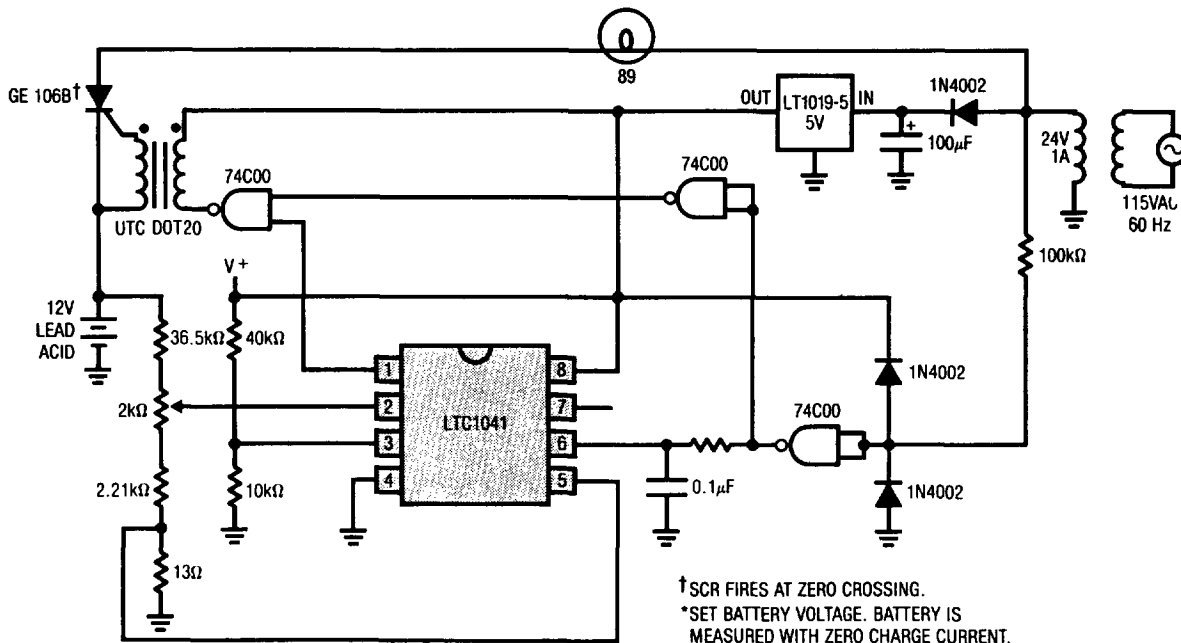 89
GE 106B†
OUT
LT1019-5
5V
IN
1N4002
+
100µF
24V
1A
115VAC
60 Hz
74C00
74C00
UTC DOT20
100kΩ
V+
12V
LEAD
ACID
36.5kΩ
40kΩ
1N4002
1
8
2kΩ
2
7
LTC1041
74C00
3
6
2.21kΩ
10kΩ
4
5
0.1µF
1N4002
13Ω
†SCR FIRES AT ZERO CROSSING.
*SET BATTERY VOLTAGE. BATTERY IS
MEASURED WITH ZERO CHARGE CURRENT.